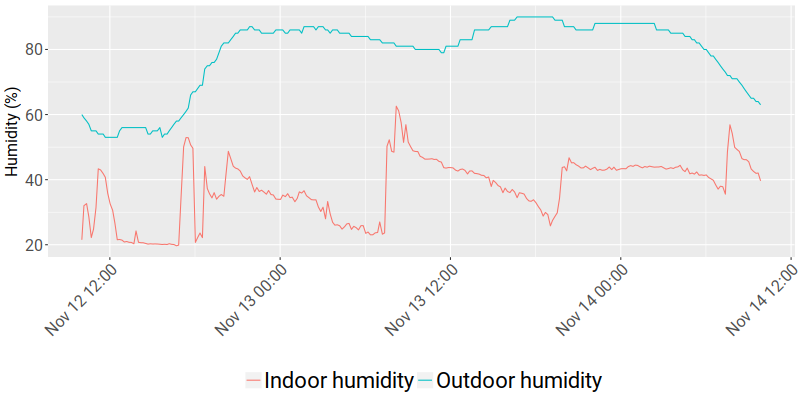 Humidity (%)
80
60
40
20
Nov 12 12:00
Nov 13 00:00
Nov 13 12:00
Nov 14 00:00
Nov 14 12:00
Indoor humidity Outdoor humidity